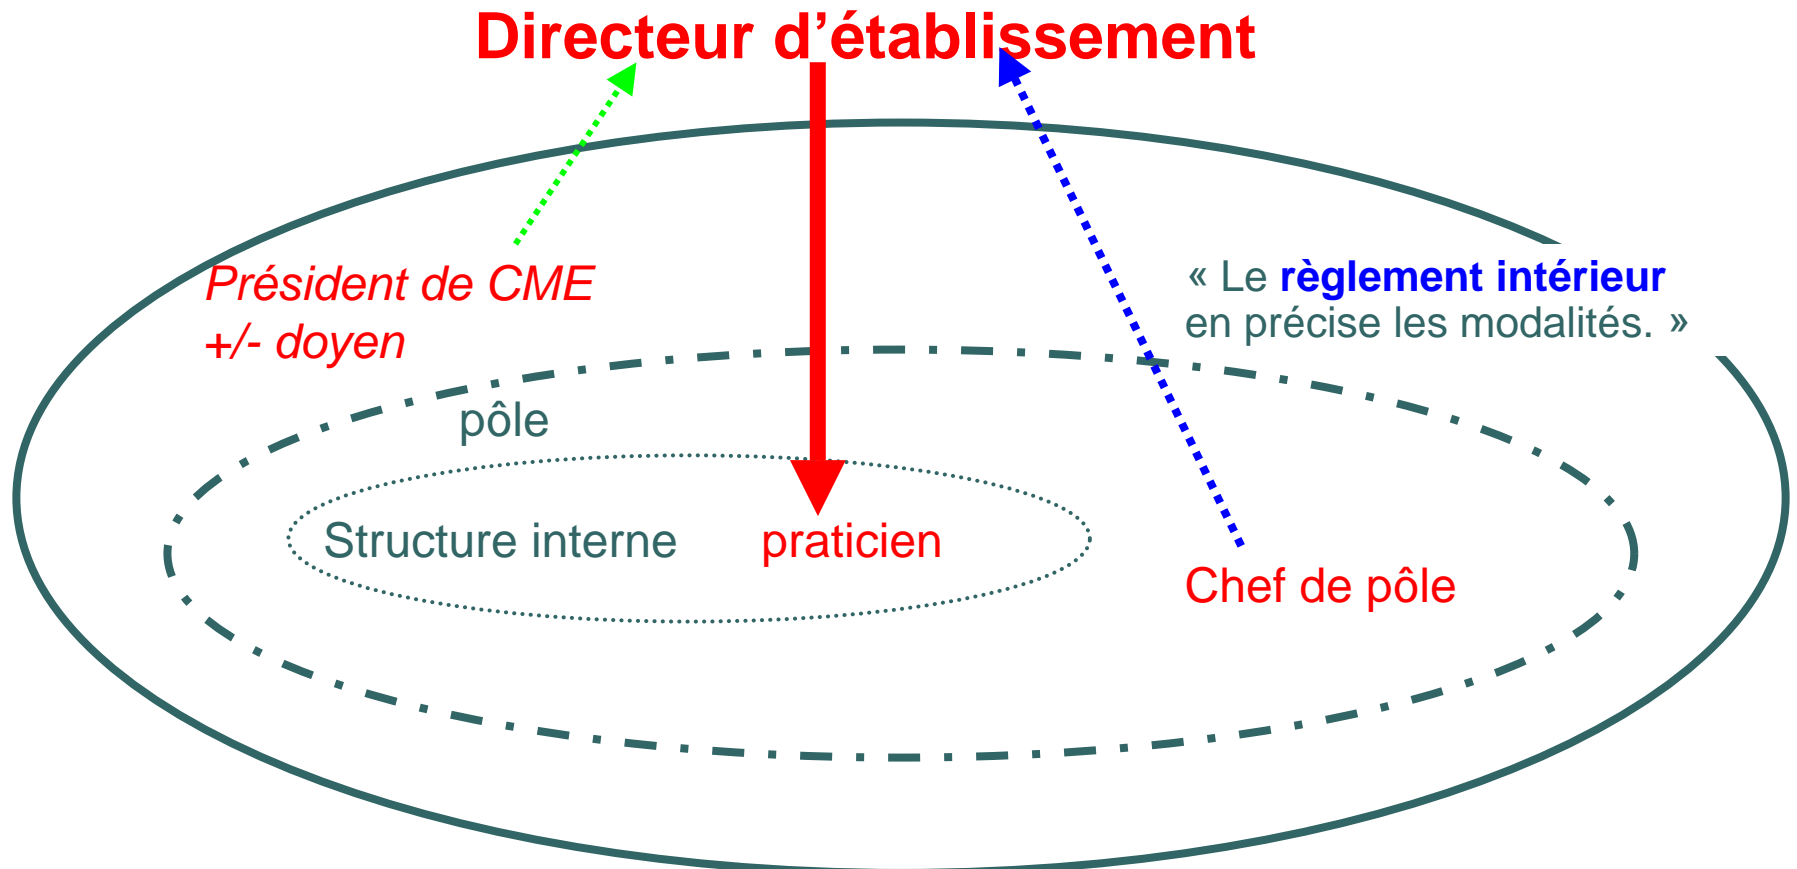 Directeur d’établissement
Président de CME
+/- doyen
« Le règlement intérieur
en précise les modalités. »
pôle
Structure interne
praticien
Chef de pôle